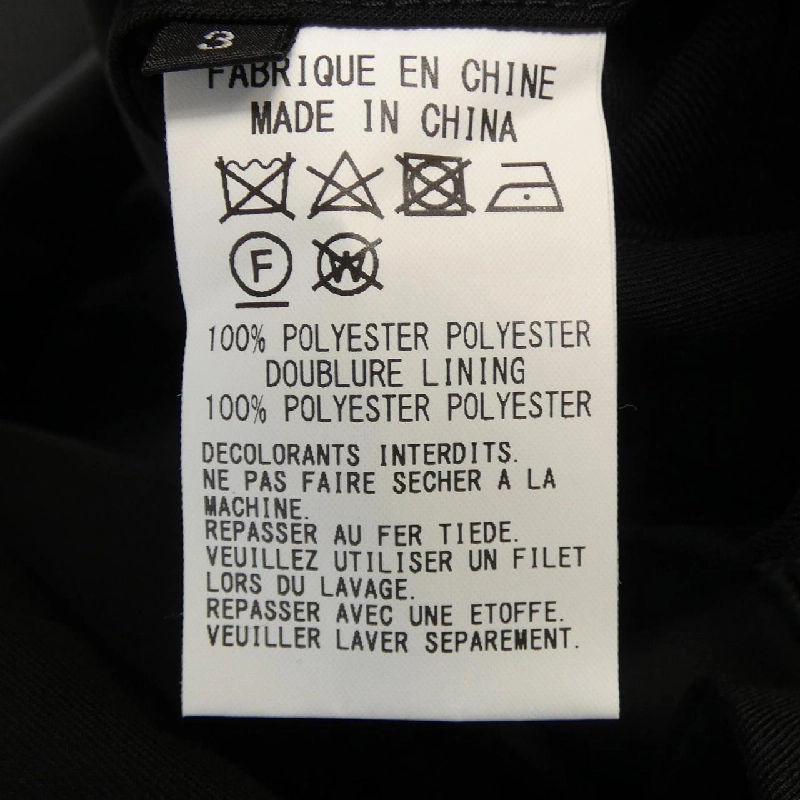 3
FABRIQUE EN CHINE
MADE IN CHINA
F W
100% POLYESTER POLYESTER
DOUBLURE LINING
100% POLYESTER POLYESTER
DECOLORANTS INTERDITS.
NE PAS FAIRE SECHER A LA
MACHINE.
REPASSER AU FER TIEDE.
VEUILLEZ UTILISER UN FILET
LORS DU LAVAGE.
REPASSER AVEC UNE ETOFFE.
VEUILLER LAVER SEPAREMENT.